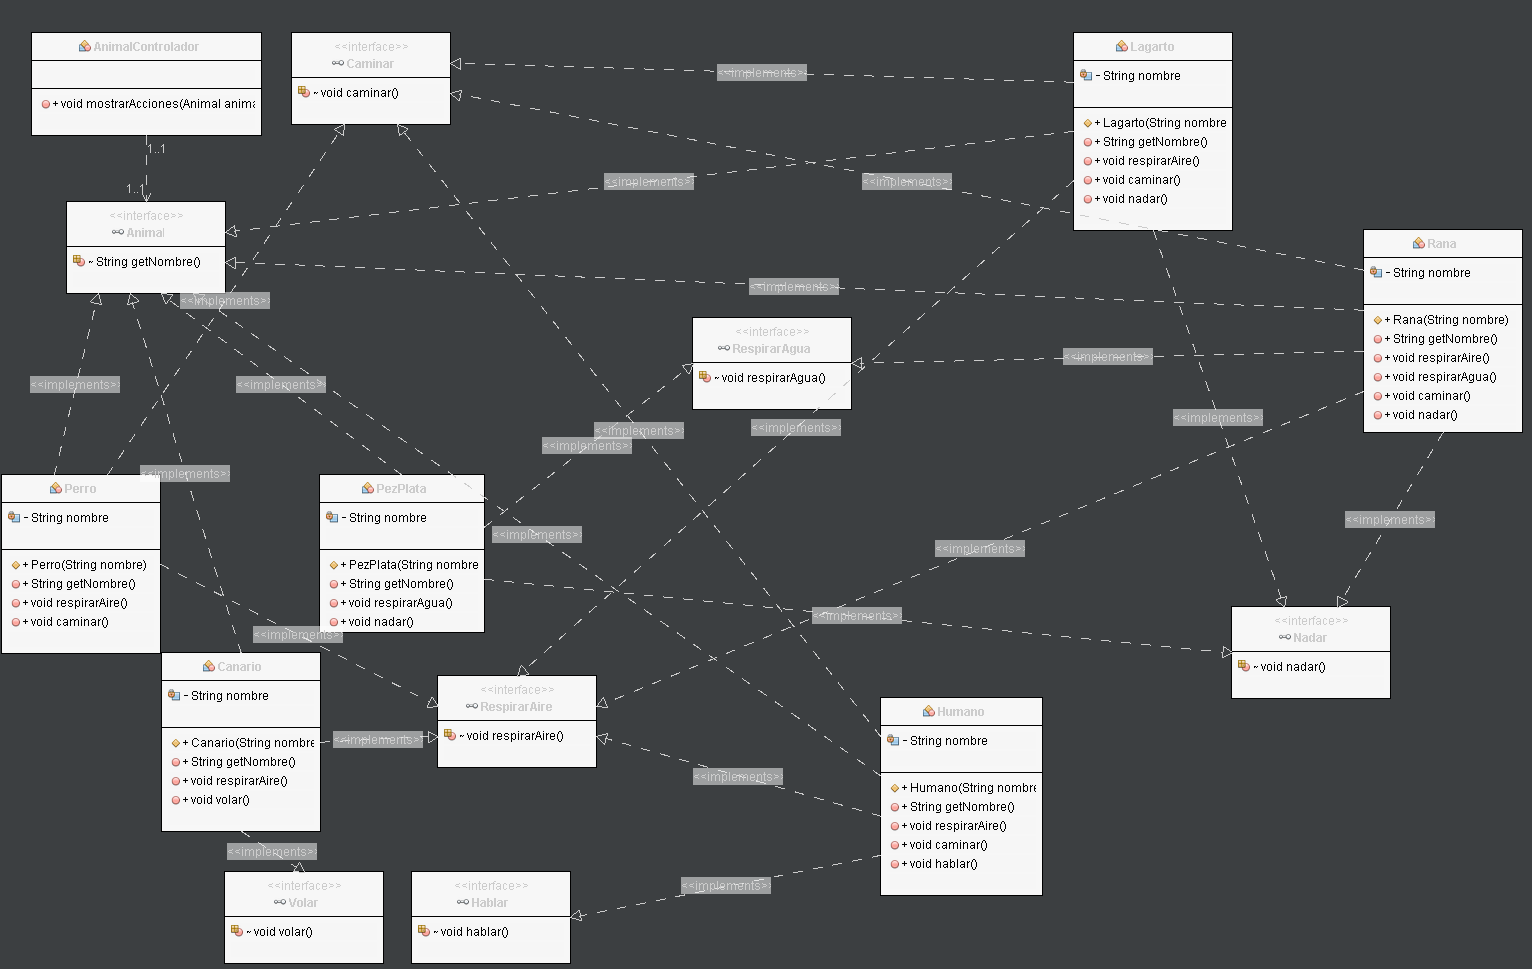 AnimalControlador
+ void mostrarAcciones(Animal anima
1..1
1..1
<<interface>>
Caminar
~ void caminar()
<<implements>
<<implements>
<<implements>
Lagarto
- String nombre
+ Lagarto(String nombre
+ String getNombre()
+ void respirarAire()
+ void caminar()
+ void nadar()
<<interface>>
Animal
~ String getNombre()
<<implements>
<<implements>
Rana
- String nombre
+ Rana(String nombre)
+ String getNombre()
+ void respirarAire()
+ void respirarAgua()
+ void caminar()
+ void nadar()
<<interface>>
RespirarAgua
~ void respirarAgua()
<<implements>
<<implements>
<<implements>
<<implements>
<<implements>
<<implements>
<<implements>
<<implements>
Perro
- String nombre
+ Perro(String nombre)
+ String getNombre()
+ void respirarAire()
+ void caminar()
PezPlata
- String nombre
+ PezPlata(String nombre
+ String getNombre()
+ void respirarAgua()
+ void nadar()
<<implements>
<<implements>
<<implements>
<<implements>
<<implements>
<<interface>>
Nadar
~ void nadar()
Canario
- String nombre
+ Canario(String nombre
+ String getNombre()
+ void respirarAire()
+ void volar()
<<implements>
<<interface>>
RespirarAire
~ void respirarAire()
<<implements>
Humano
- String nombre
+ Humano(String nombre
+ String getNombre()
+ void respirarAire()
+ void caminar()
+ void hablar()
<<implements>
<<implements>
<<interface>>
Volar
~ void volar()
<<interface>>
Hablar
~ void hablar()